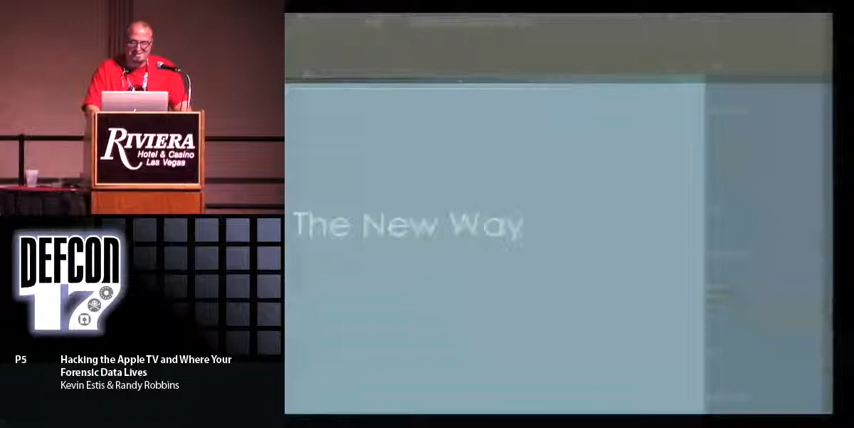 RIVIERA
Hotel & Casino
Las Vegas
The New Way
DEFCON
17
P5
Hacking the Apple TV and Where Your
Forensic Data Lives
Kevin Estis & Randy Robbins